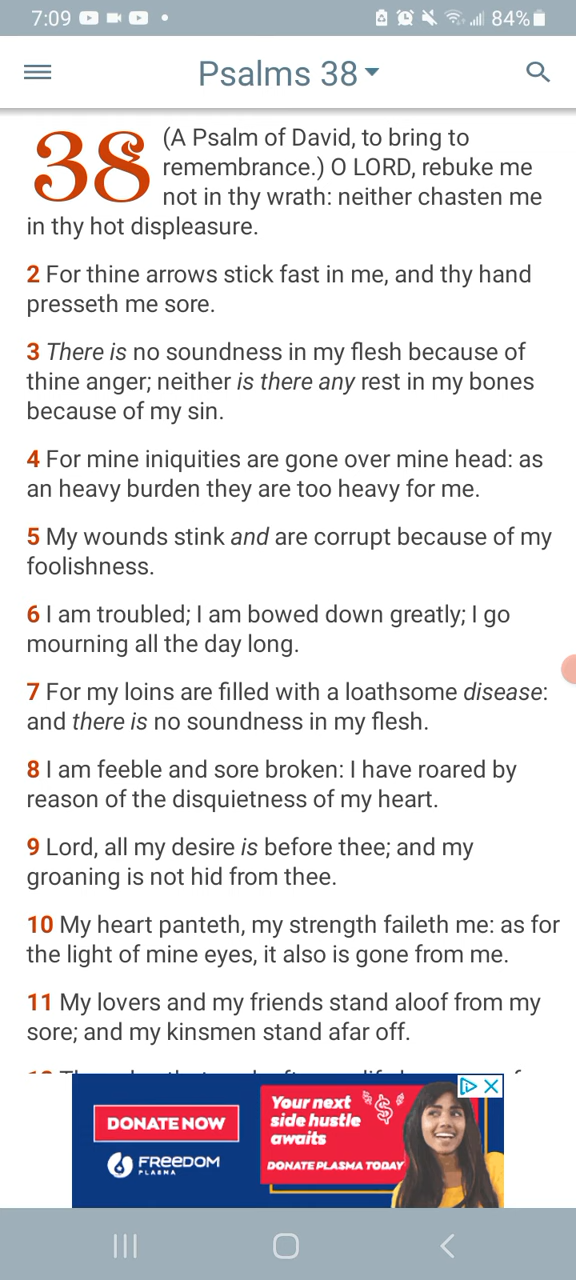 7:09
84%
Psalms 38
38 (A Psalm of David, to bring to
remembrance.) O LORD, rebuke me
not in thy wrath: neither chasten me
in thy hot displeasure.
2 For thine arrows stick fast in me, and thy hand
presseth me sore.
3 There is no soundness in my flesh because of
thine anger; neither is there any rest in my bones
because of my sin.
4 For mine iniquities are gone over mine head: as
an heavy burden they are too heavy for me.
5 My wounds stink and are corrupt because of my
foolishness.
6 I am troubled; I am bowed down greatly; I go
mourning all the day long.
7 For my loins are filled with a loathsome disease:
and there is no soundness in my flesh.
8 I am feeble and sore broken: I have roared by
reason of the disquietness of my heart.
9 Lord, all my desire is before thee; and my
groaning is not hid from thee.
10 My heart panteth, my strength faileth me: as for
the light of mine eyes, it also is gone from me.
11 My lovers and my friends stand aloof from my
sore; and my kinsmen stand afar off.
DONATE NOW
FREEDOM
PLASMA
Your next
side hustle
awaits
DONATE PLASMA TODAY